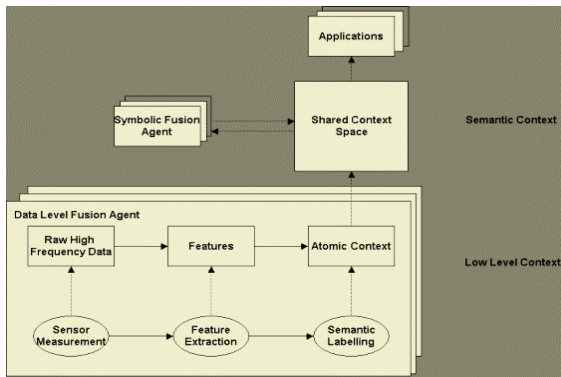 Applications
Symbolic Fusion
Agent
Shared Context
Space
Semantic Context
Data Level Fusion Agent
Raw High
Frequency Data
Features
Atomic Context
Low Level Context
Sensor
Measurement
Feature
Extraction
Semantic
Labelling